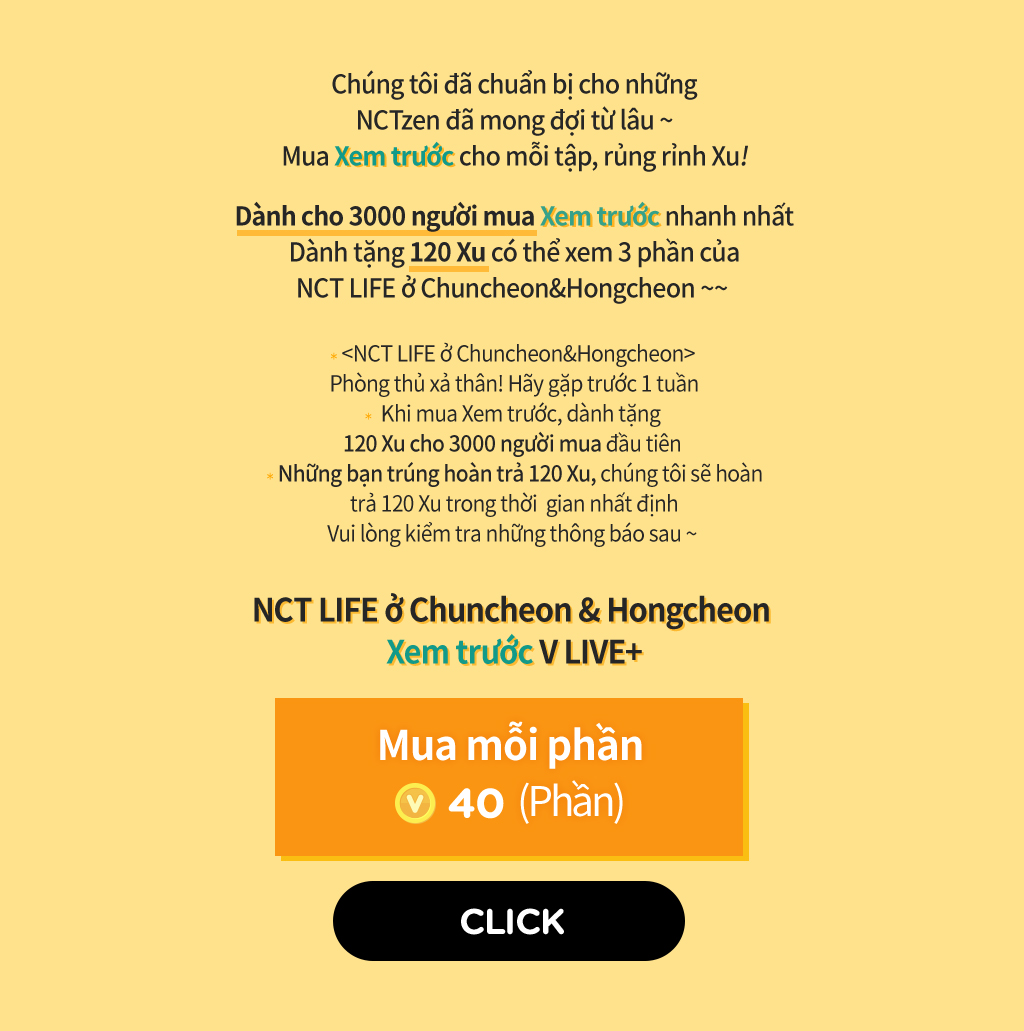 Chúng tôi đã chuẩn bị cho những
NCTzen đã mong đợi từ lâu ~
Mua Xem trước cho mỗi tập, rủng rỉnh Xu!
Dành cho 3000 người mua Xem trước nhanh nhất
Dành tặng 120 Xu có thể xem 3 phần của
NCT LIFE ở Chuncheon&Hongcheon ~~
* <NCT LIFE ở Chuncheon&Hongcheon>
Phòng thủ xả thân! Hãy gặp trước 1 tuần
* Khi mua Xem trước, dành tặng
120 Xu cho 3000 người mua đầu tiên
* Những bạn trúng hoàn trả 120 Xu, chúng tôi sẽ hoàn
trả 120 Xu trong thời gian nhất định
Vui lòng kiểm tra những thông báo sau ~
NCT LIFE ở Chuncheon & Hongcheon
Xem trước V LIVE+
Mua mỗi phần
V 40 (Phần)
CLICK